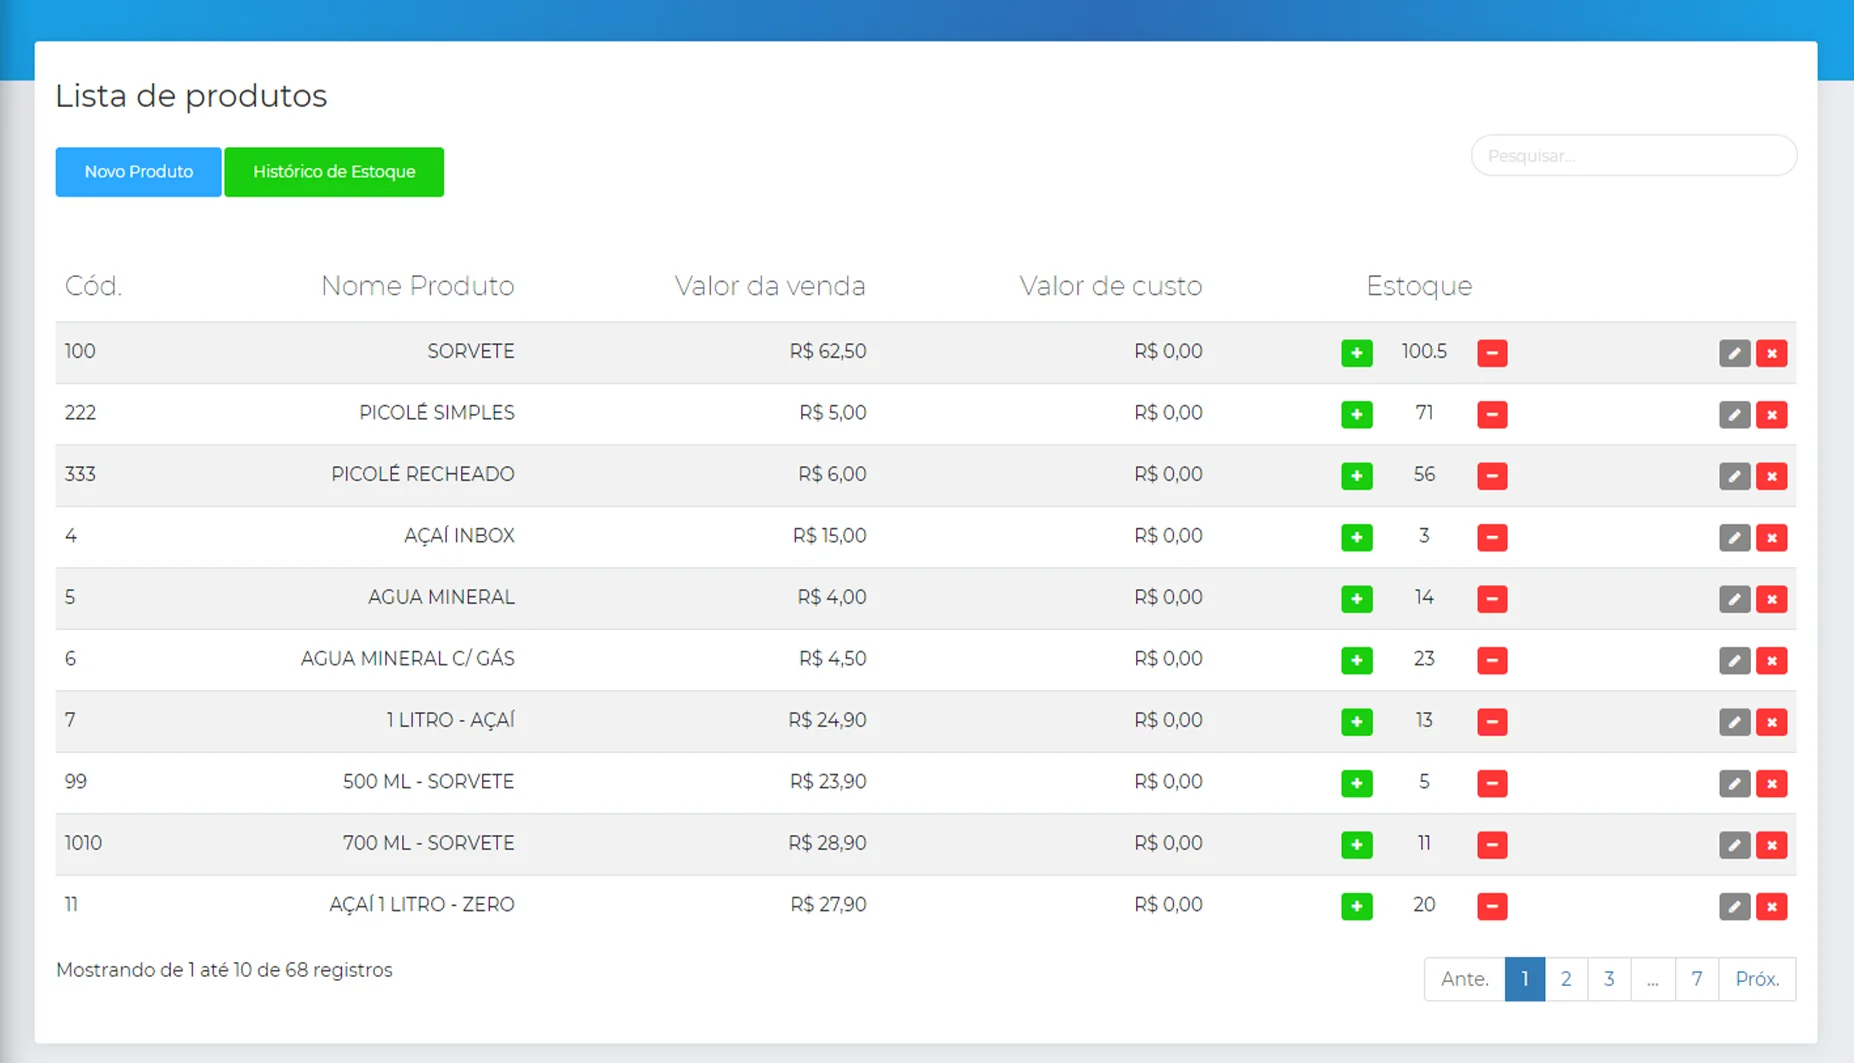 Lista de produtos
Pesquisar...
Novo Produto Histórico de Estoque
Cód. Nome Produto Valor da venda Valor de custo Estoque
100 SORVETE R$ 62,50 R$ 0,00 100.5
222 PICOLÉ SIMPLES R$ 5,00 R$ 0,00 71
333 PICOLÉ RECHEADO R$ 6,00 R$ 0,00 56
4 AÇAÍ INBOX R$ 15,00 R$ 0,00 3
5 AGUA MINERAL R$ 4,00 R$ 0,00 14
6 AGUA MINERAL C/ GÁS R$ 4,50 R$ 0,00 23
7 1 LITRO - AÇAÍ R$ 24,90 R$ 0,00 13
99 500 ML - SORVETE R$ 23,90 R$ 0,00 5
1010 700 ML - SORVETE R$ 28,90 R$ 0,00 11
11 AÇAÍ 1 LITRO - ZERO R$ 27,90 R$ 0,00 20
Mostrando de 1 até 10 de 68 registros
Ante. 1 2 3 ... 7 Próx.